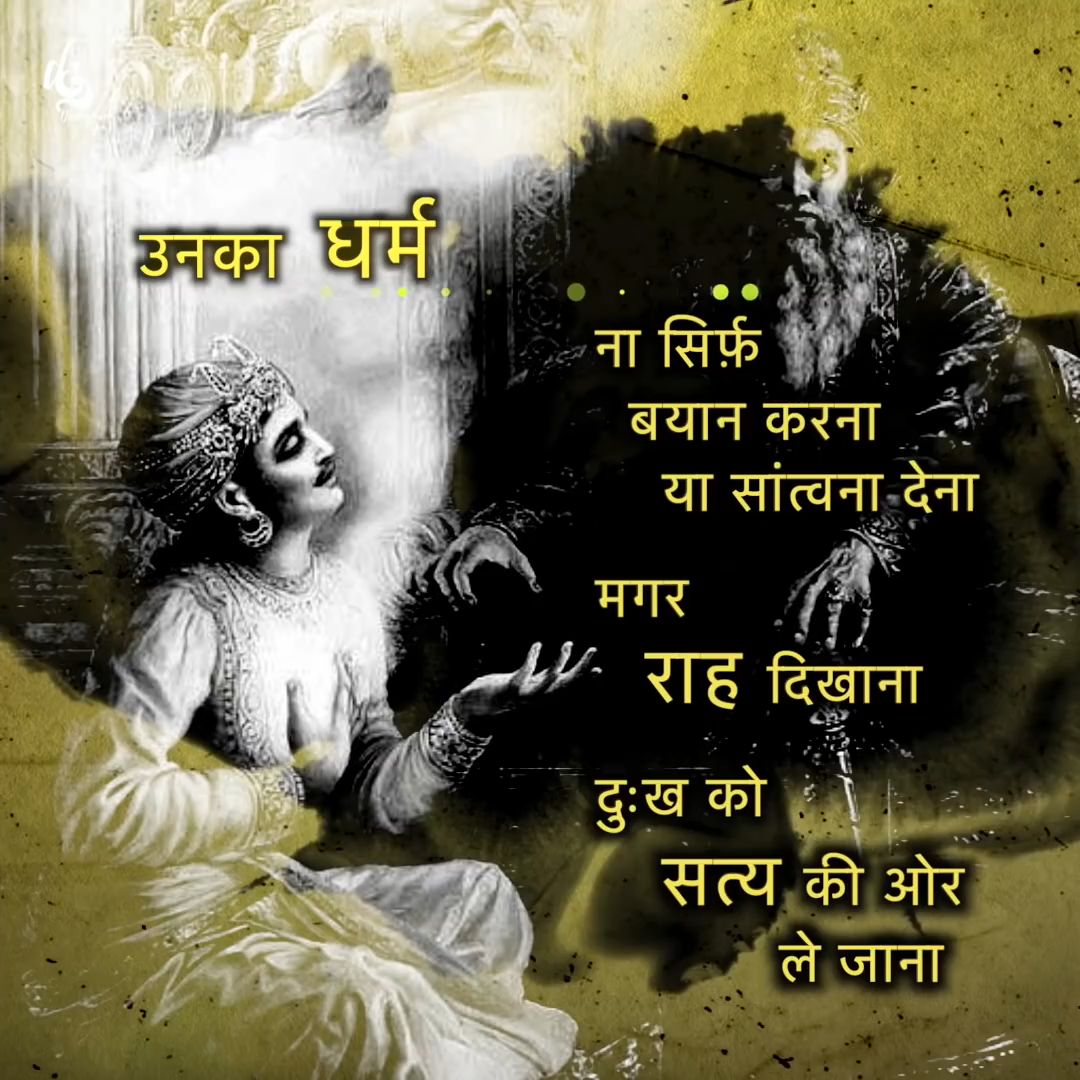 उनका धर्म
ना सिर्फ़
बयान करना
या सांत्वना देना
मगर
राह दिखाना
दुःख को
सत्य की ओर
ले जाना